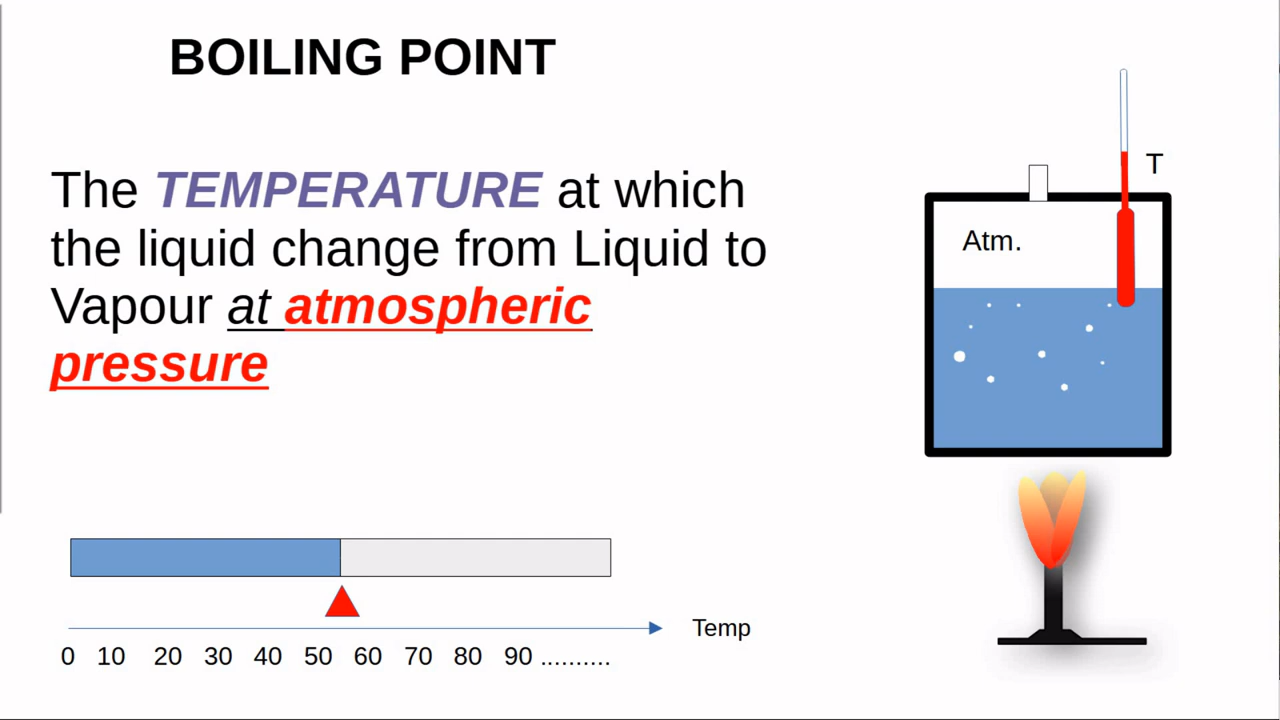 BOILING POINT
The TEMPERATURE at which
the liquid change from Liquid to
Vapour at atmospheric
pressure
T
Atm.
Temp
0 10 20 30 40 50 60 70 80 90 ..........